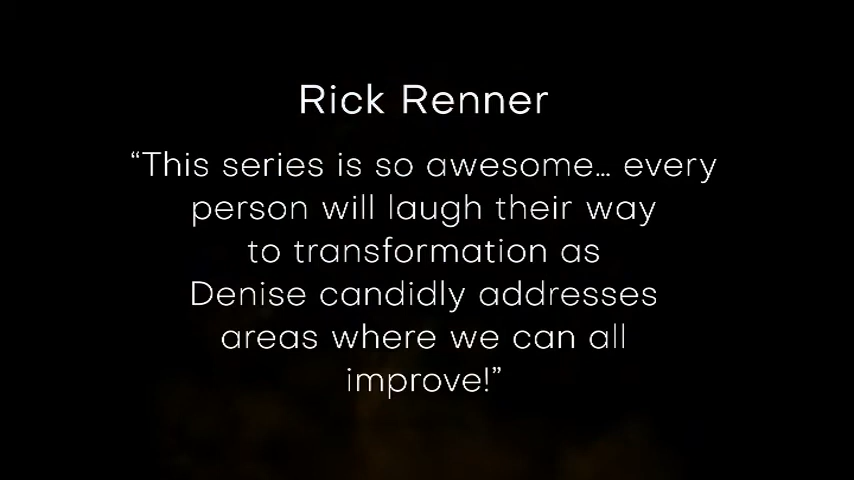 Rick Renner
“This series is so awesome... every
person will laugh their way
to transformation as
Denise candidly addresses
areas where we can all
improve!”